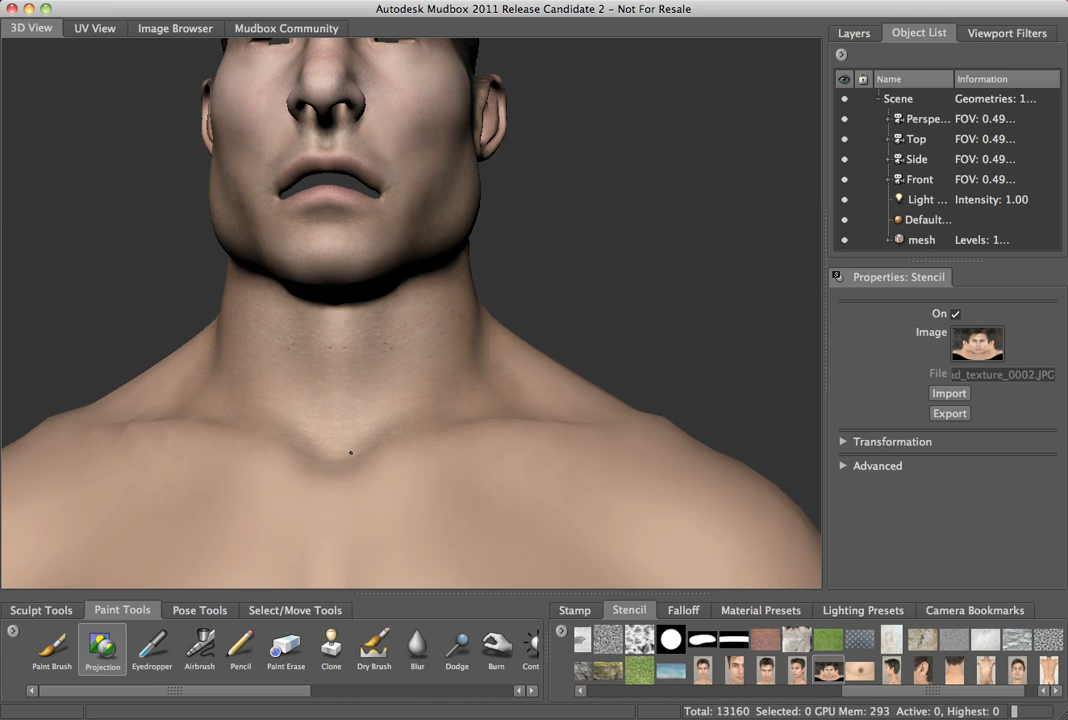 Autodesk Mudbox 2011 Release Candidate 2 - Not For Resale
3D View UV View Image Browser Mudbox Community
Layers Object List Viewport Filters
Name Information
Scene Geometries: 1...
Perspe... FOV: 0.49...
Top FOV: 0.49...
Side FOV: 0.49...
Front FOV: 0.49...
Light ... Intensity: 1.00
Default...
mesh Levels: 1...
Properties: Stencil
On
Image
File ad_texture_0002.JPG
Import
Export
Transformation
Advanced
Sculpt Tools Paint Tools Pose Tools Select/Move Tools
Stamp Stencil Falloff Material Presets Lighting Presets Camera Bookmarks
Paint Brush Projection Eyedropper Airbrush Pencil Paint Erase Clone Dry Brush Blur Dodge Burn Cont
Total: 13160 Selected: 0 GPU Mem: 293 Active: 0, Highest: 0